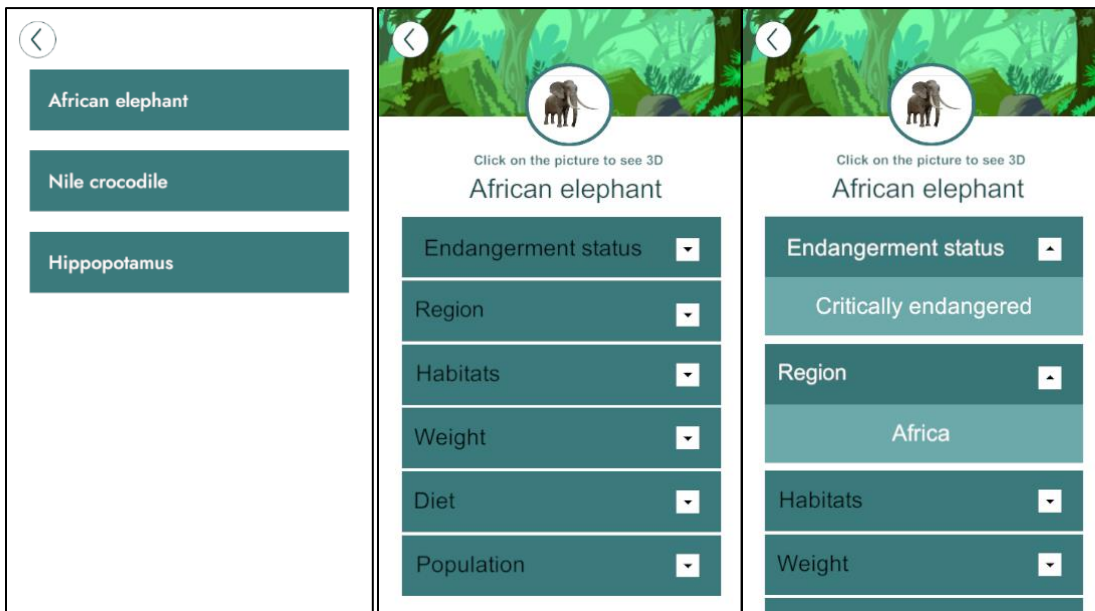 African elephant
Nile crocodile
Hippopotamus
Click on the picture to see 3D
African elephant
Endangerment status
Region
Habitats
Weight
Diet
Population
Click on the picture to see 3D
African elephant
Endangerment status
Critically endangered
Region
Africa
Habitats
Weight